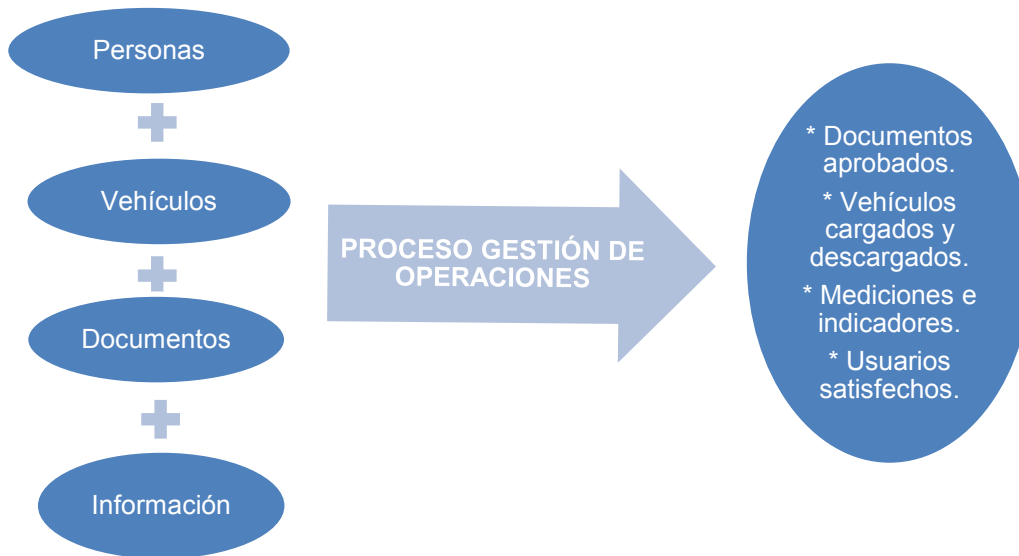 Personas
Vehículos
Documentos
Información
PROCESO GESTIÓN DE
OPERACIONES
* Documentos
aprobados.
* Vehículos
cargados y
descargados.
* Mediciones e
indicadores.
* Usuarios
satisfechos.